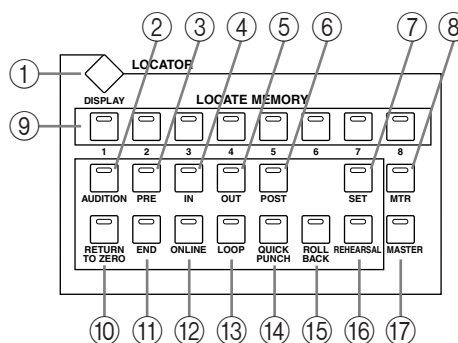 ② ③ ④ ⑤ ⑥ ⑦ ⑧
① LOCATOR
DISPLAY LOCATE MEMORY
⑨
1 2 3 4 5 6 7 8
AUDITION PRE IN OUT POST SET MTR
RETURN TO ZERO END ONLINE LOOP QUICK PUNCH ROLL BACK REHEARSAL MASTER
⑩ ⑪ ⑫ ⑬ ⑭ ⑮ ⑯ ⑰